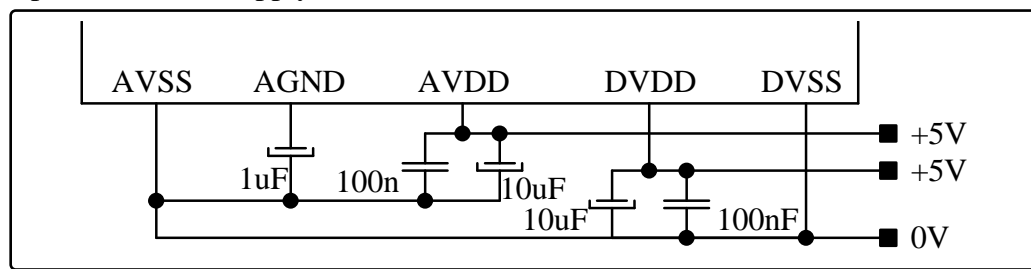 AVSS AGND AVDD DVDD DVSS
+5V
+5V
1uF 100n 10uF
10uF 100nF 0V